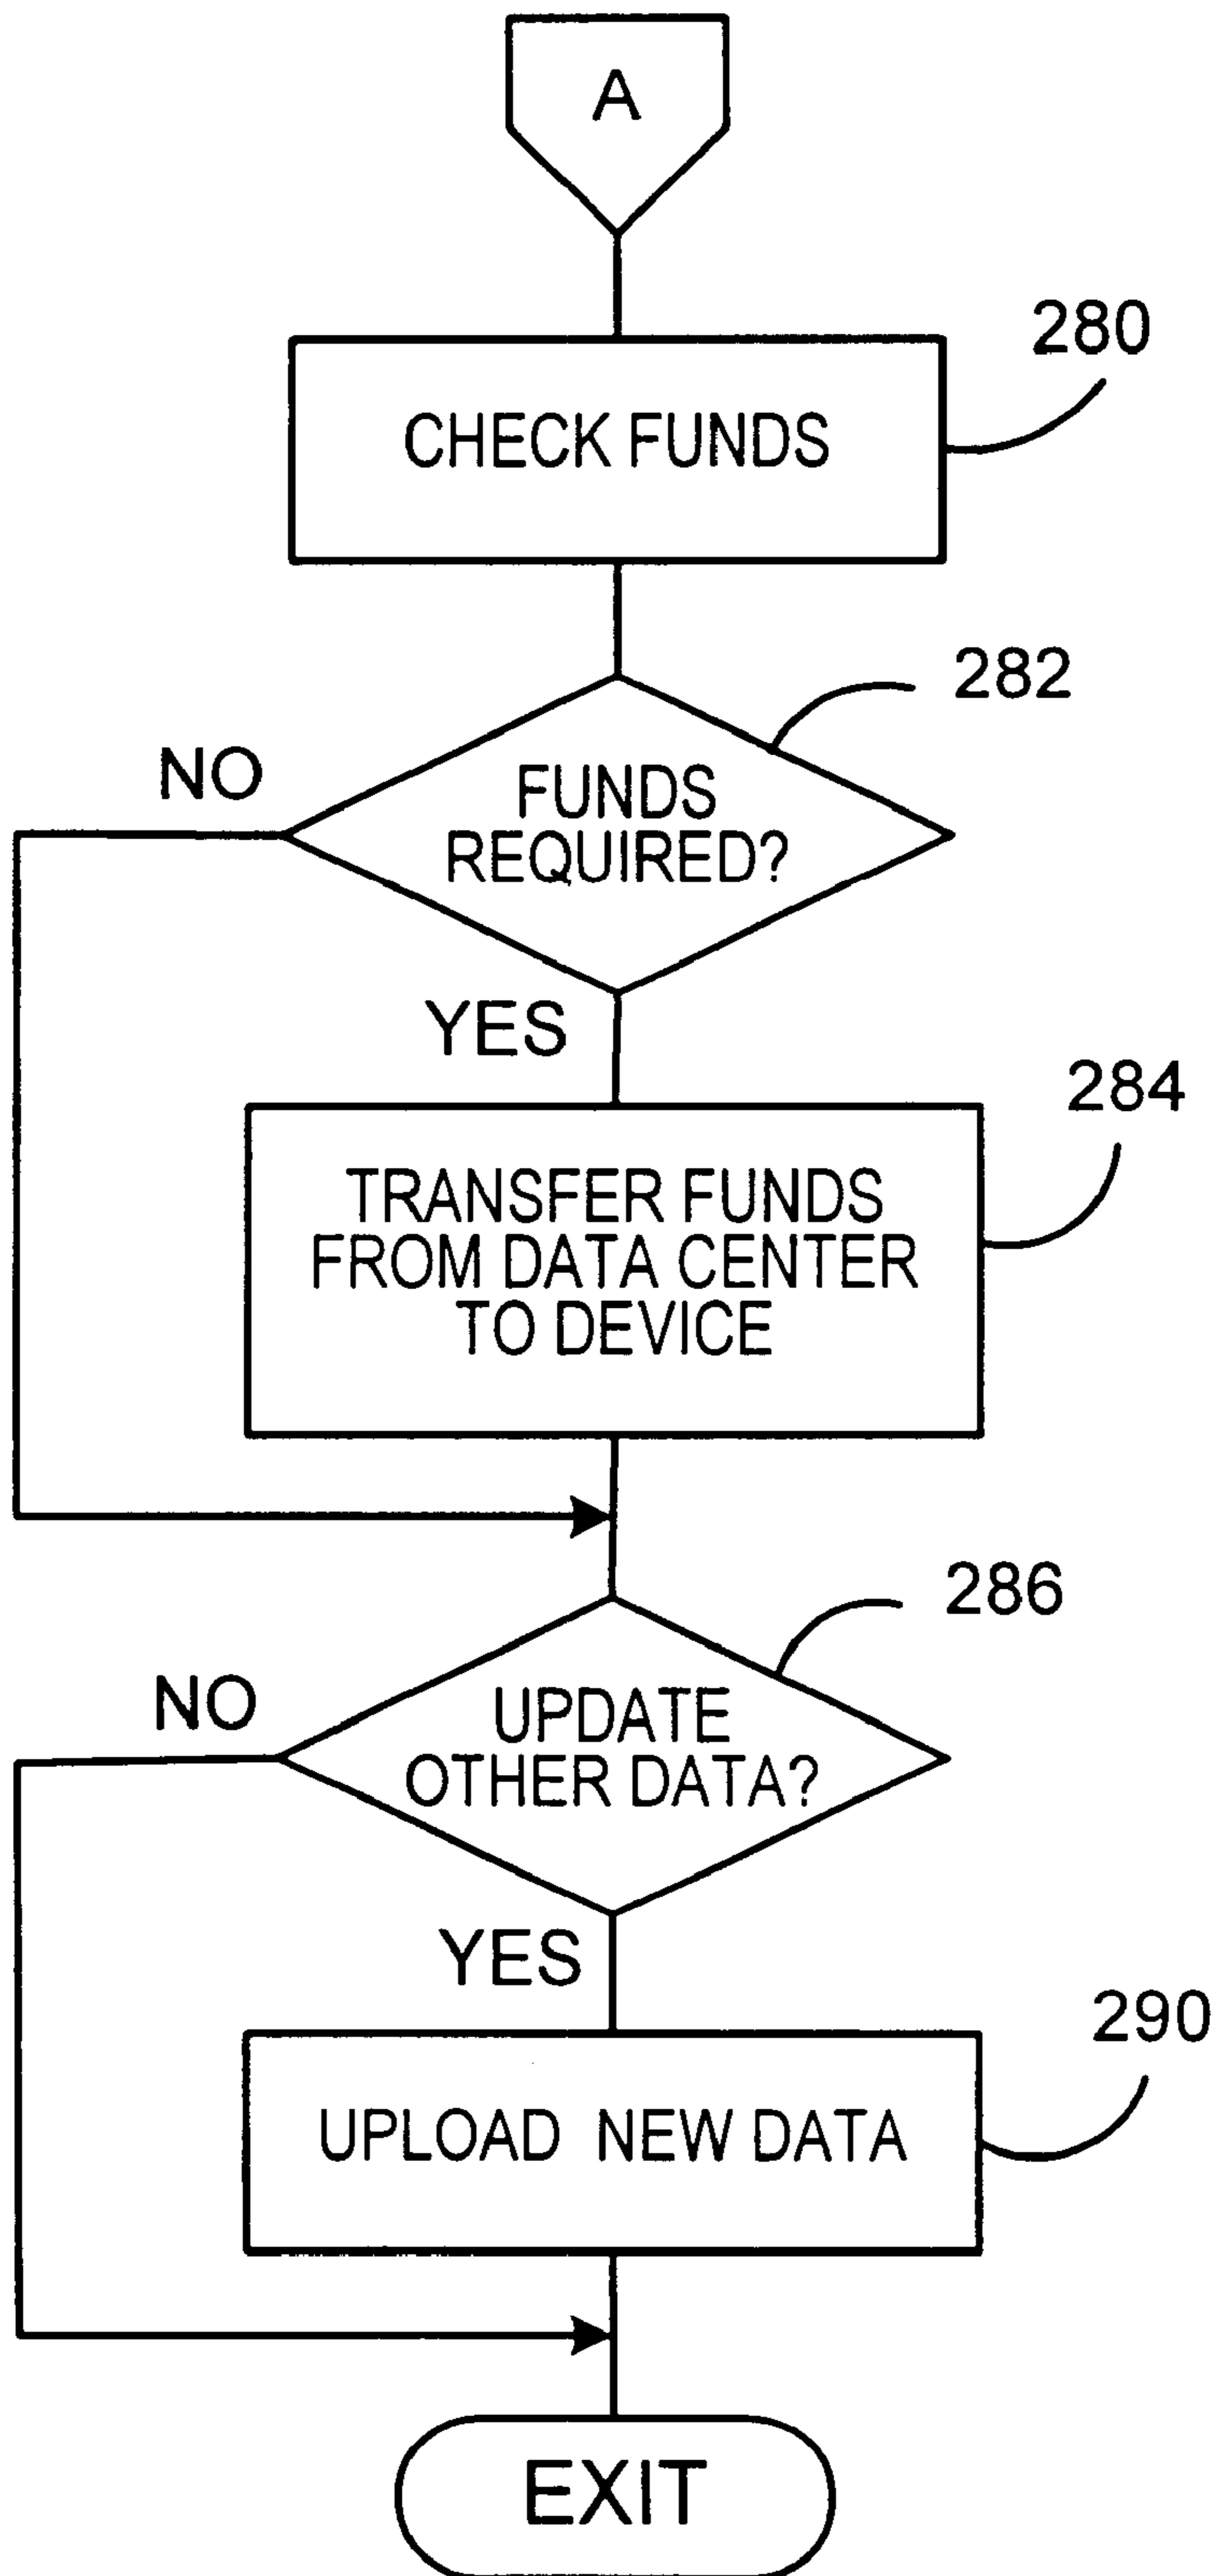 A
CHECK FUNDS
280
282
NO
FUNDS
REQUIRED?
YES
284
TRANSFER FUNDS
FROM DATA CENTER
TO DEVICE
286
NO
UPDATE
OTHER DATA?
YES
290
UPLOAD NEW DATA
EXIT